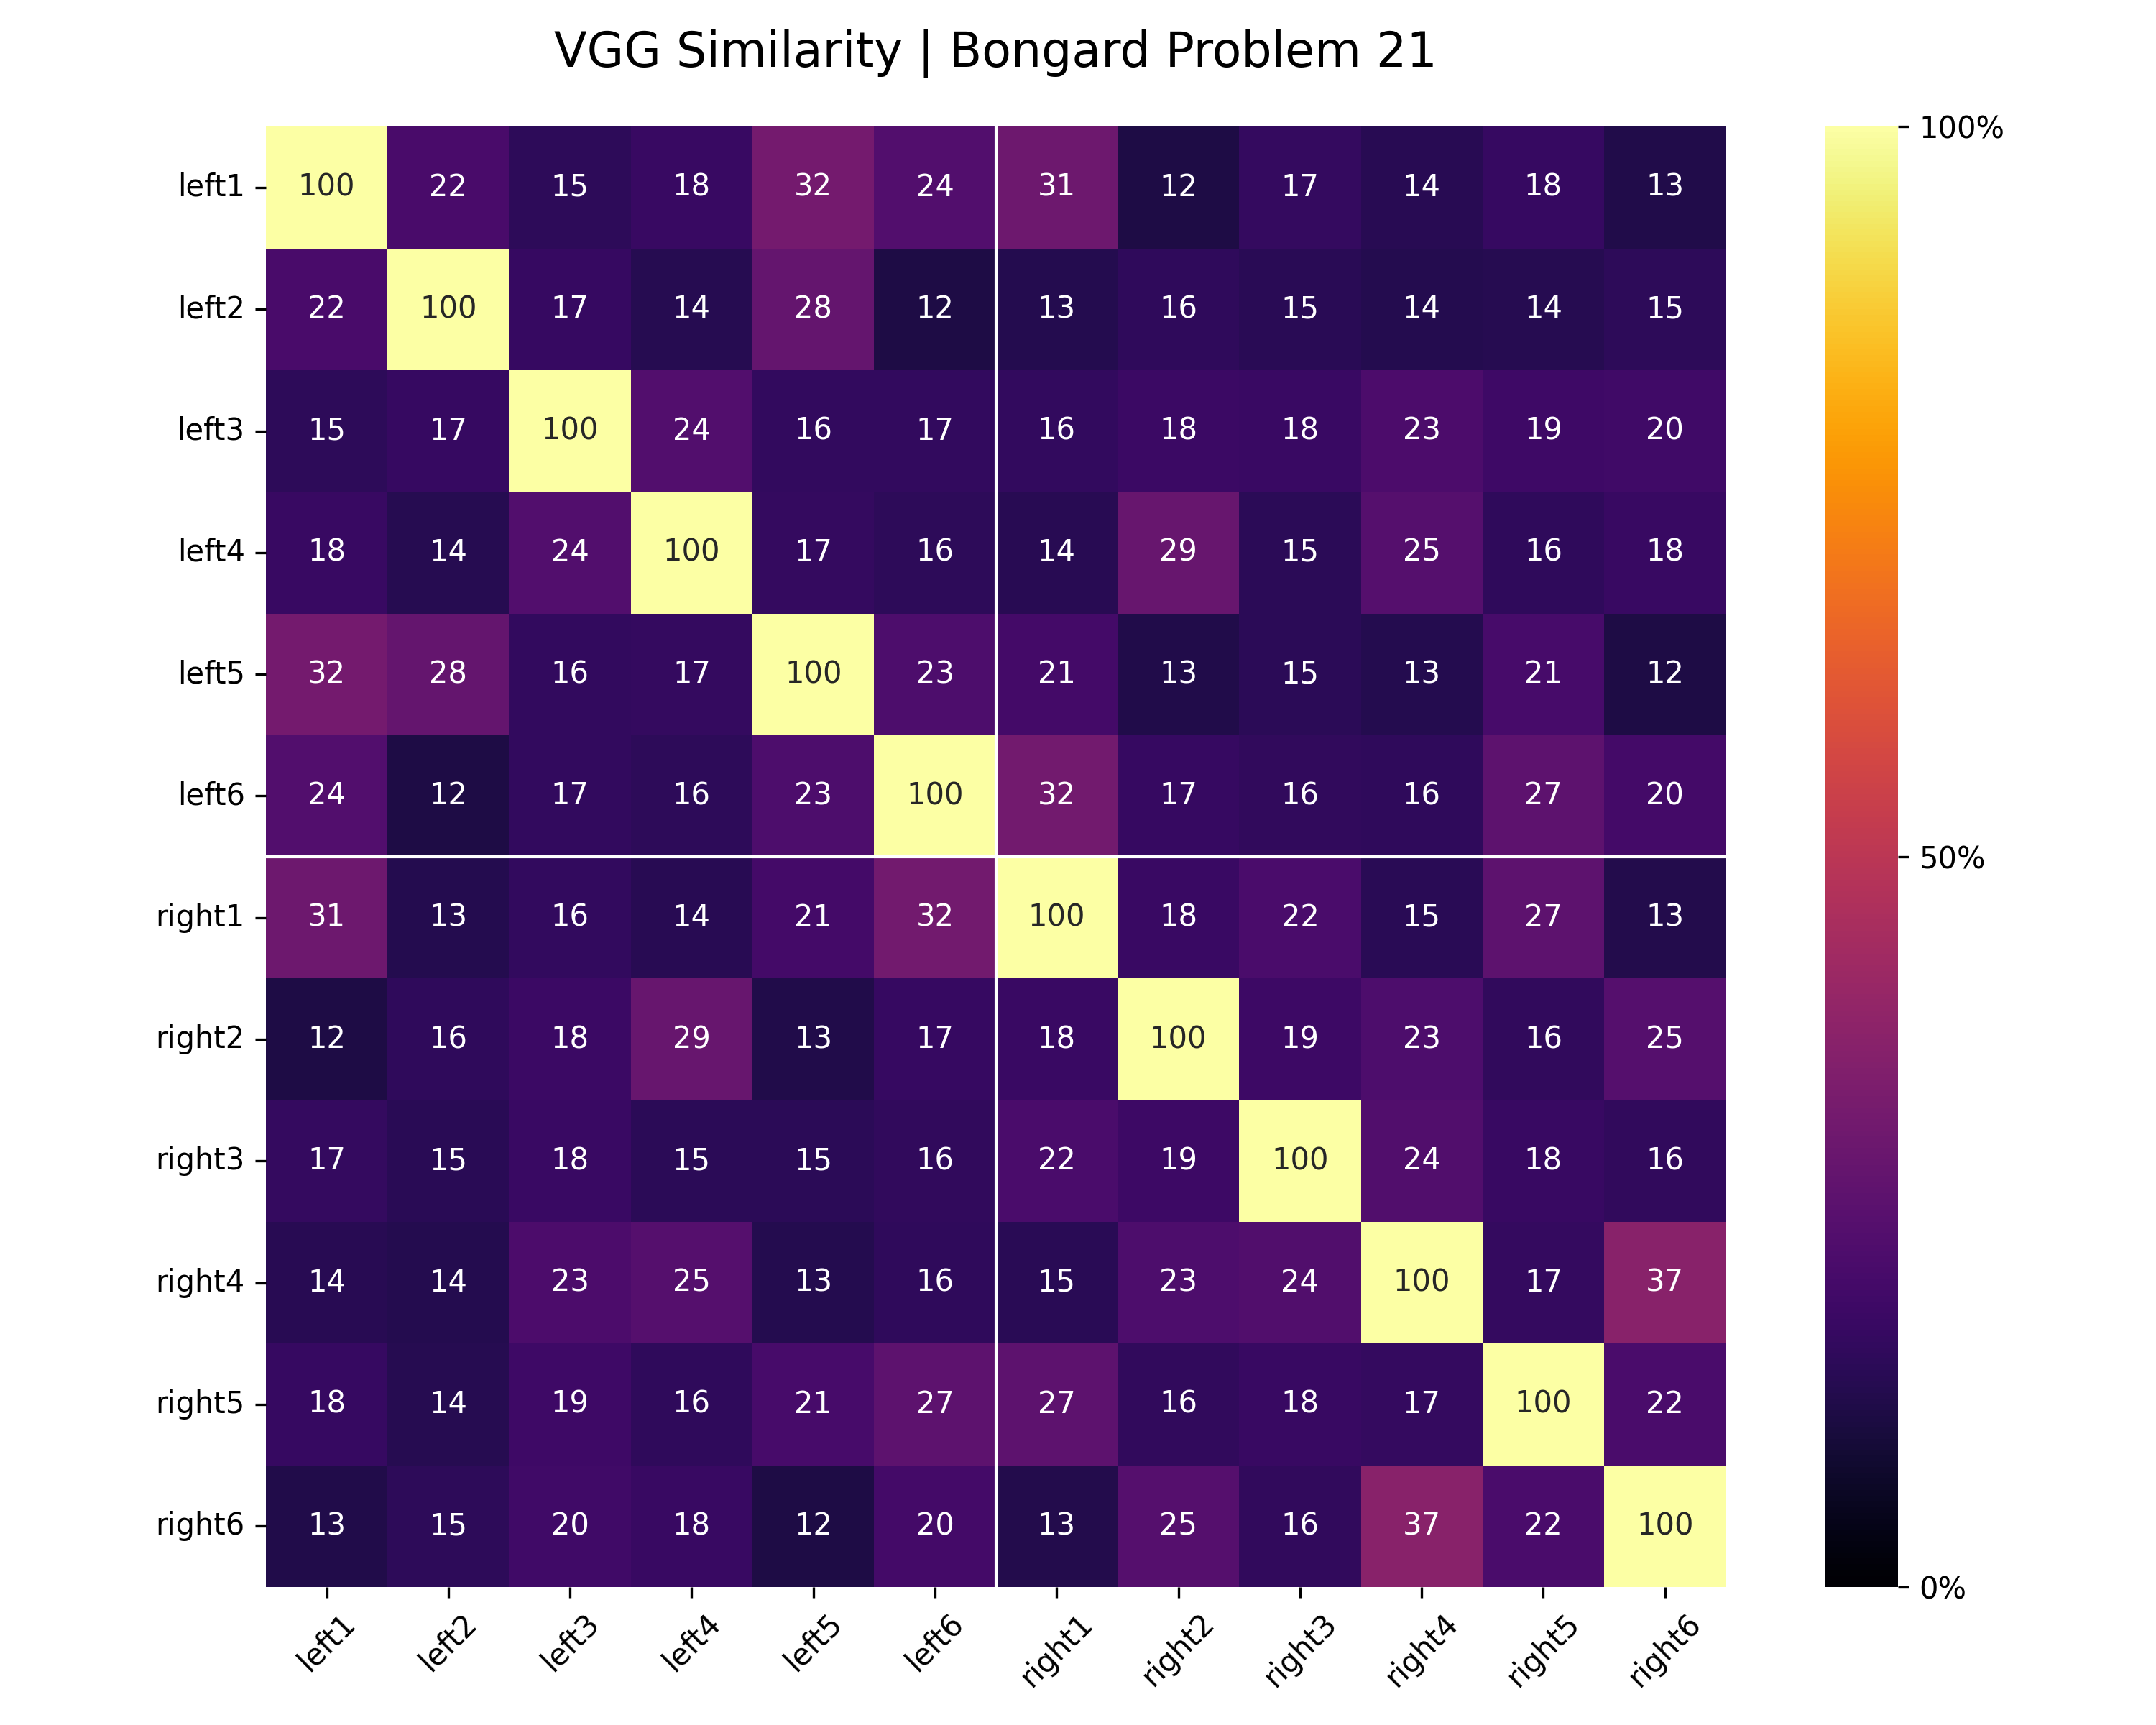 VGG Similarity | Bongard Problem 21
100%
left1 100 22 15 18 32 24 31 12 17 14 18 13
left2 22 100 17 14 28 12 13 16 15 14 14 15
left3 15 17 100 24 16 17 16 18 18 23 19 20
left4 18 14 24 100 17 16 14 29 15 25 16 18
left5 32 28 16 17 100 23 21 13 15 13 21 12
left6 24 12 17 16 23 100 32 17 16 16 27 20
50%
right1 31 13 16 14 21 32 100 18 22 15 27 13
right2 12 16 18 29 13 17 18 100 19 23 16 25
right3 17 15 18 15 15 16 22 19 100 24 18 16
right4 14 14 23 25 13 16 15 23 24 100 17 37
right5 18 14 19 16 21 27 27 16 18 17 100 22
right6 13 15 20 18 12 20 13 25 16 37 22 100
0%
left1 left2 left3 left4 left5 left6 right1 right2 right3 right4 right5 right6